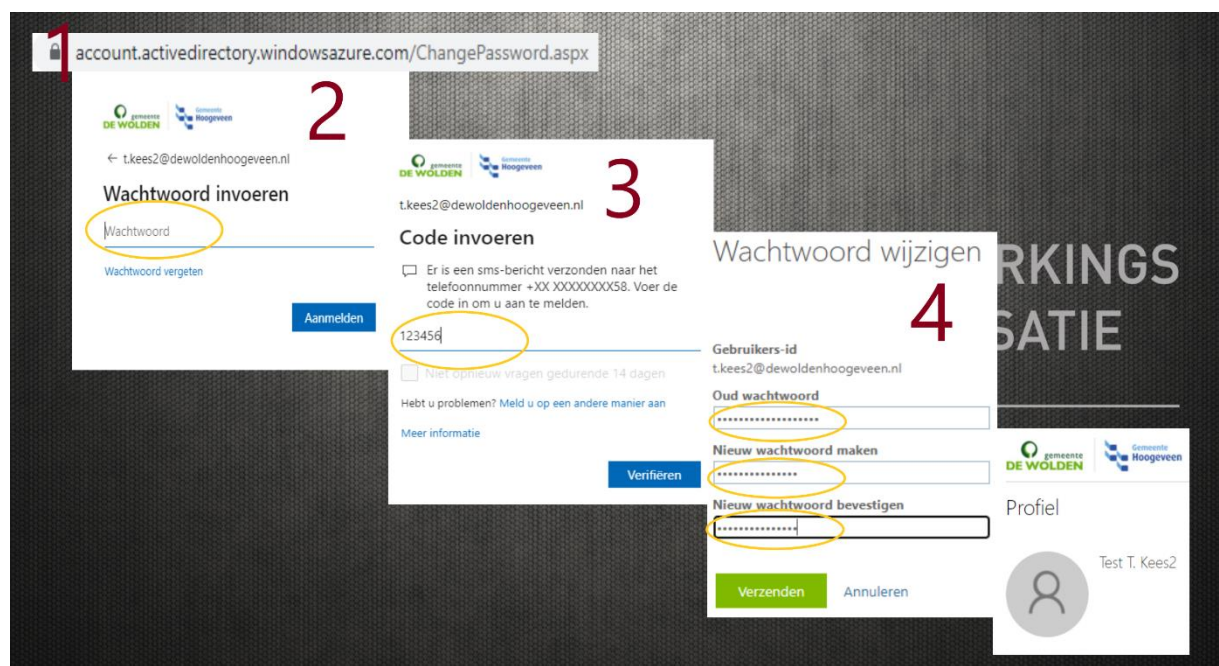 1
account.activedirectory.windowsazure.com/ChangePassword.aspx
2
gemeente
DE WOLDEN
Gemeente
Hoogeveen
← t.kees2@dewoldenhoogeveen.nl
Wachtwoord invoeren
Wachtwoord
Wachtwoord vergeten
Aanmelden
3
gemeente
DE WOLDEN
Gemeente
Hoogeveen
t.kees2@dewoldenhoogeveen.nl
Code invoeren
Er is een sms-bericht verzonden naar het
telefoonnummer +XX XXXXXXXX58. Voer de
code in om u aan te melden.
123456
Niet opnieuw vragen gedurende 14 dagen
Hebt u problemen? Meld u op een andere manier aan
Meer informatie
Verifiëren
Wachtwoord wijzigen
4
Gebruikers-id
t.kees2@dewoldenhoogeveen.nl
Oud wachtwoord
Nieuw wachtwoord maken
Nieuw wachtwoord bevestigen
Verzenden Annuleren
RKINGS
SATIE
gemeente
DE WOLDEN
Gemeente
Hoogeveen
Profiel
Test T. Kees2